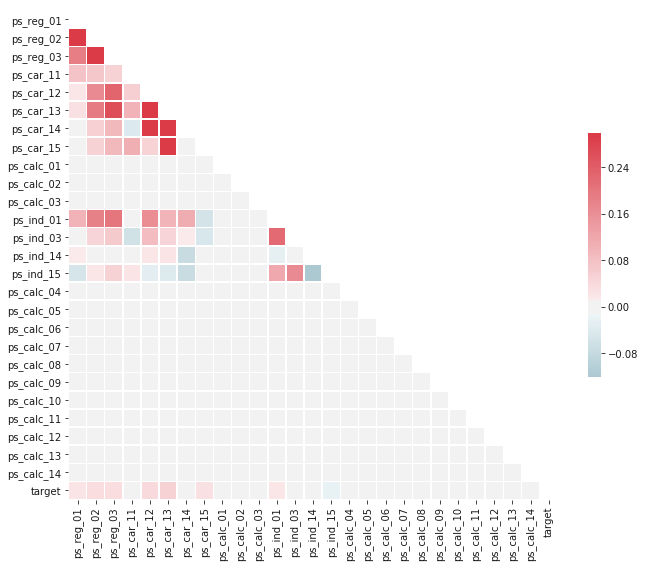 ps_reg_01
ps_reg_02
ps_reg_03
ps_car_11
ps_car_12
ps_car_13
ps_car_14
ps_car_15
ps_calc_01
ps_calc_02
ps_calc_03
ps_ind_01
ps_ind_03
ps_ind_14
ps_ind_15
ps_calc_04
ps_calc_05
ps_calc_06
ps_calc_07
ps_calc_08
ps_calc_09
ps_calc_10
ps_calc_11
ps_calc_12
ps_calc_13
ps_calc_14
target
ps_reg_01
ps_reg_02
ps_reg_03
ps_car_11
ps_car_12
ps_car_13
ps_car_14
ps_car_15
ps_calc_01
ps_calc_02
ps_calc_03
ps_ind_01
ps_ind_03
ps_ind_14
ps_ind_15
ps_calc_04
ps_calc_05
ps_calc_06
ps_calc_07
ps_calc_08
ps_calc_09
ps_calc_10
ps_calc_11
ps_calc_12
ps_calc_13
ps_calc_14
target
0.24
0.16
0.08
0.00
−0.08